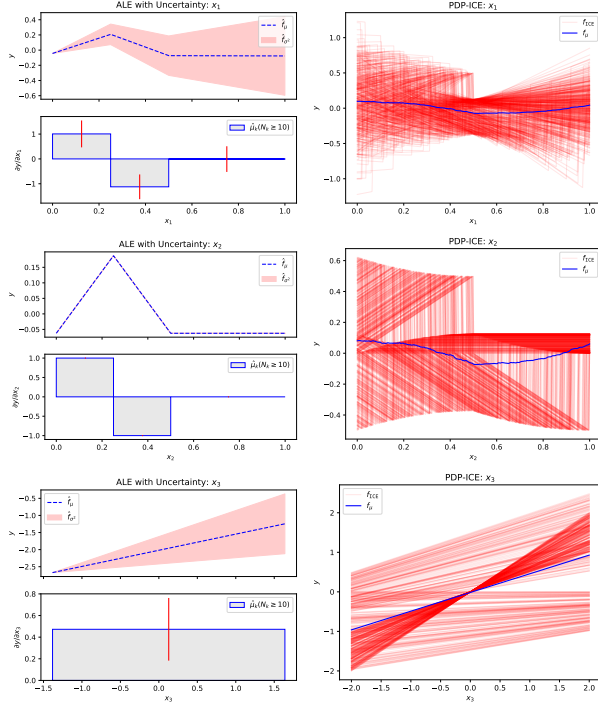 ALE with Uncertainty: x₁
y
0.4
0.2
0.0
−0.2
−0.4
−0.6
f̂μ
f̂σ²
∂y/∂x₁
1
0
−1
μ̂k(Nk ≥ 10)
0.0 0.2 0.4 0.6 0.8 1.0
x₁
PDP-ICE: x₁
y
1.0
0.5
0.0
−0.5
−1.0
fICE
fμ
0.0 0.2 0.4 0.6 0.8 1.0
x₁
ALE with Uncertainty: x₂
y
0.15
0.10
0.05
0.00
−0.05
f̂μ
f̂σ²
∂y/∂x₂
1.0
0.5
0.0
−0.5
−1.0
μ̂k(Nk ≥ 10)
0.0 0.2 0.4 0.6 0.8 1.0
x₂
PDP-ICE: x₂
y
0.6
0.4
0.2
0.0
−0.2
−0.4
fICE
fμ
0.0 0.2 0.4 0.6 0.8 1.0
x₂
ALE with Uncertainty: x₃
y
−0.5
−1.0
−1.5
−2.0
−2.5
f̂μ
f̂σ²
∂y/∂x₃
0.8
0.6
0.4
0.2
0.0
μ̂k(Nk ≥ 10)
−1.5 −1.0 −0.5 0.0 0.5 1.0 1.5
x₃
PDP-ICE: x₃
y
2
1
0
−1
−2
fICE
fμ
−2.0 −1.5 −1.0 −0.5 0.0 0.5 1.0 1.5 2.0
x₃